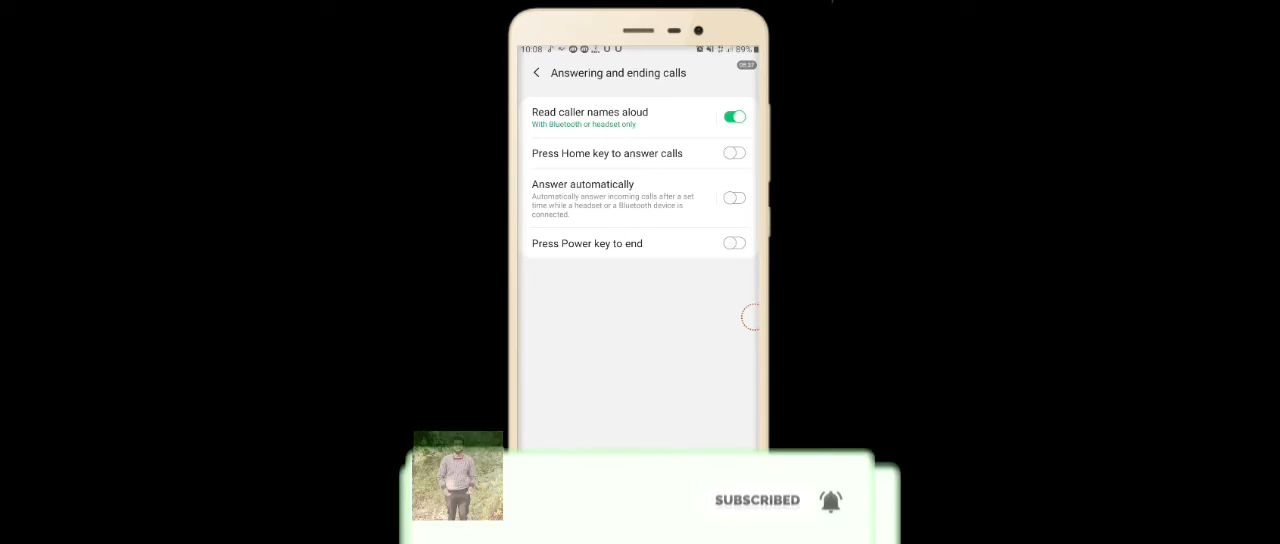 10:08
89%
05:37
Answering and ending calls
Read caller names aloud
With Bluetooth or headset only
Press Home key to answer calls
Answer automatically
Automatically answer incoming calls after a set
time while a headset or a Bluetooth device is
connected.
Press Power key to end
SUBSCRIBED